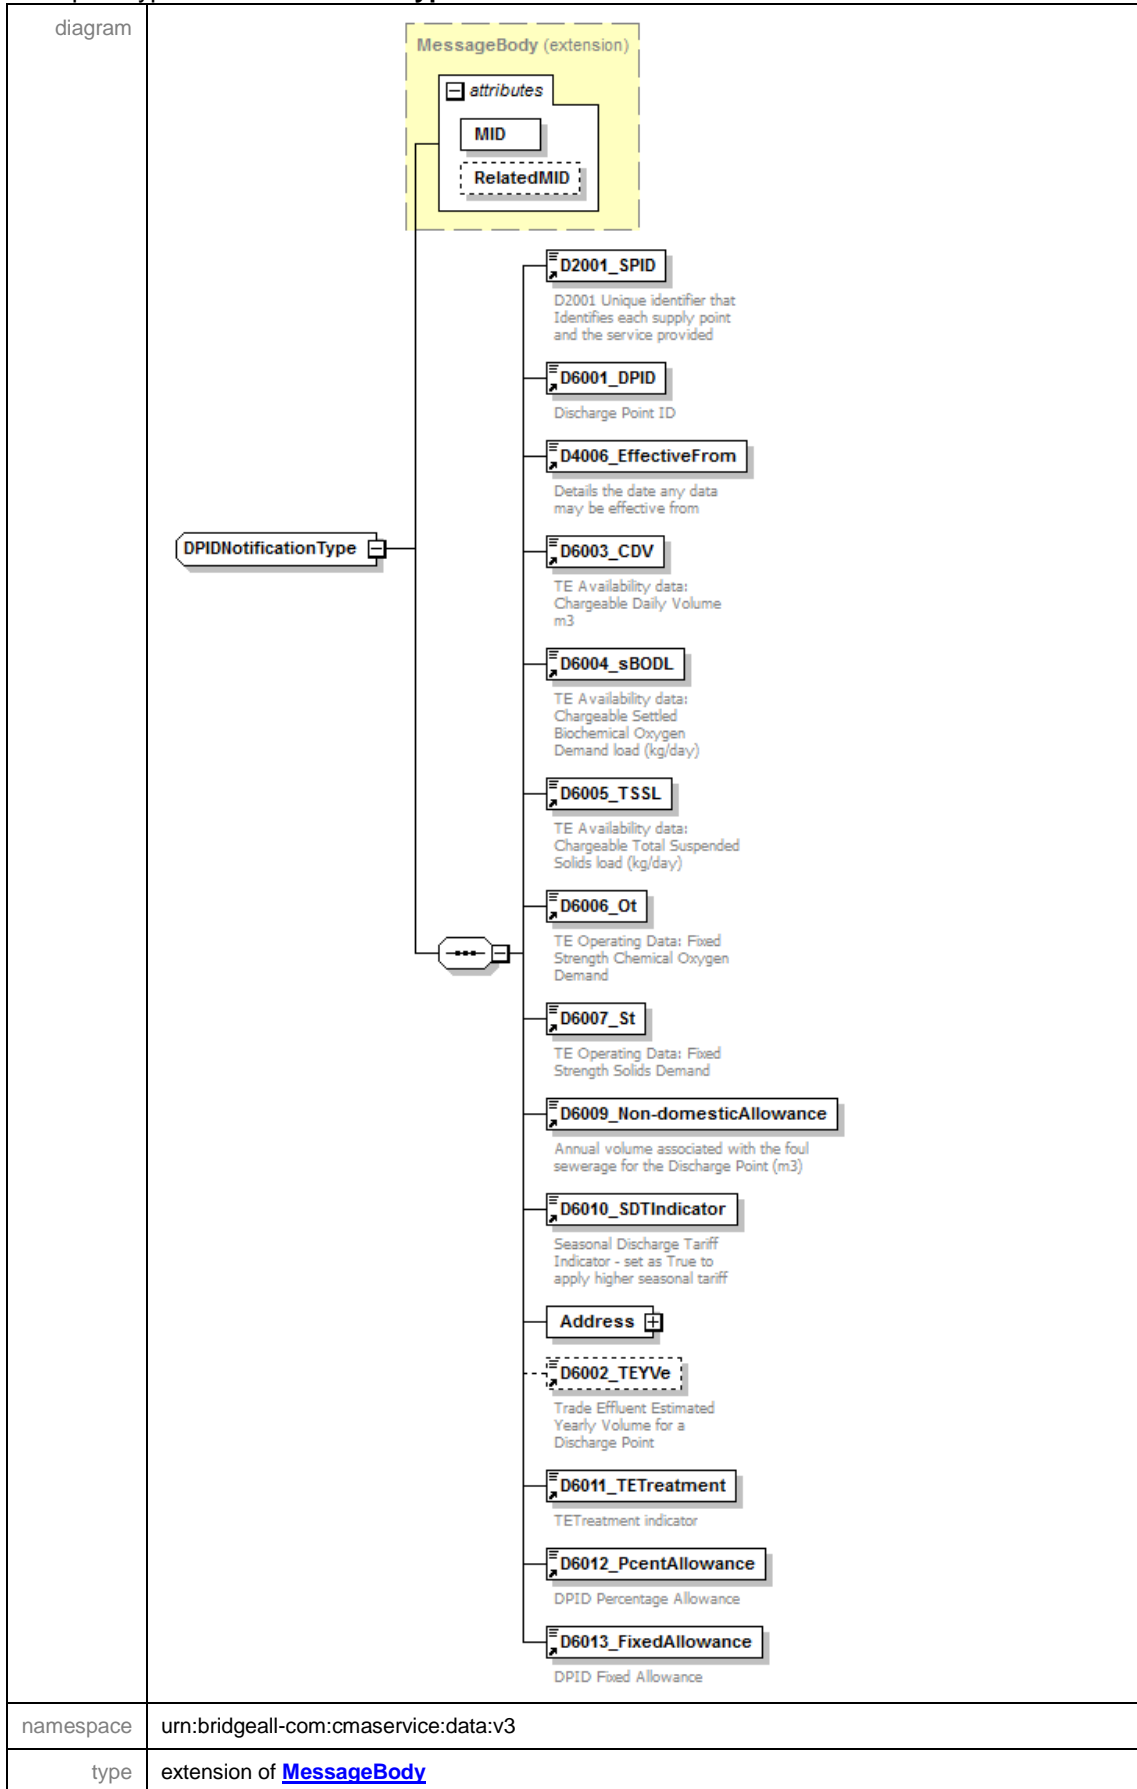 diagram
MessageBody (extension)
attributes
MID
RelatedMID
D2001_SPID
D2001 Unique identifier that
Identifies each supply point
and the service provided
D6001_DPID
Discharge Point ID
D4006_EffectiveFrom
Details the date any data
may be effective from
DPIDNotificationType
D6003_CDV
TE Availability data:
Chargeable Daily Volume
m3
D6004_sBODL
TE Availability data:
Chargeable Settled
Biochemical Oxygen
Demand load (kg/day)
D6005_TSSL
TE Availability data:
Chargeable Total Suspended
Solids load (kg/day)
D6006_Ot
TE Operating Data: Fixed
Strength Chemical Oxygen
Demand
D6007_St
TE Operating Data: Fixed
Strength Solids Demand
D6009_Non-domesticAllowance
Annual volume associated with the foul
sewerage for the Discharge Point (m3)
D6010_SDTIndicator
Seasonal Discharge Tariff
Indicator - set as True to
apply higher seasonal tariff
Address
D6002_TEYVe
Trade Effluent Estimated
Yearly Volume for a
Discharge Point
D6011_TETreatment
TETreatment indicator
D6012_PcentAllowance
DPID Percentage Allowance
D6013_FixedAllowance
DPID Fixed Allowance
namespace urn:bridgeall-com:cmaservice:data:v3
type extension of MessageBody